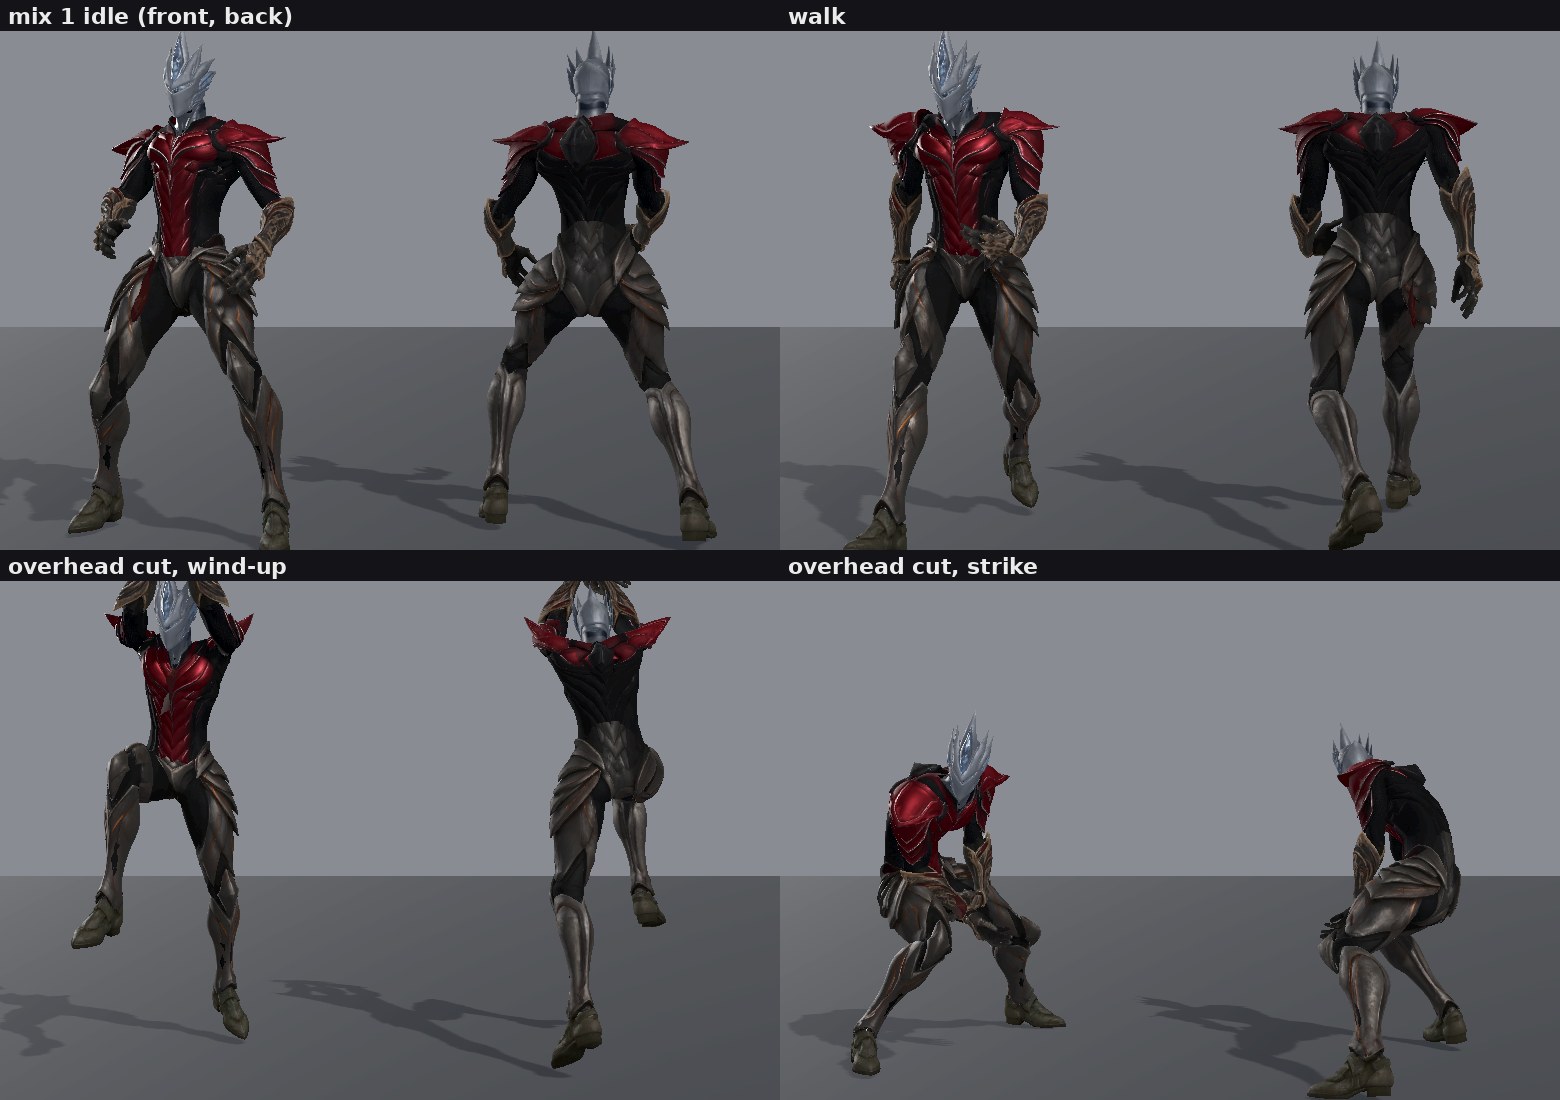 mix 1 idle (front, back)
walk
overhead cut, wind-up
overhead cut, strike